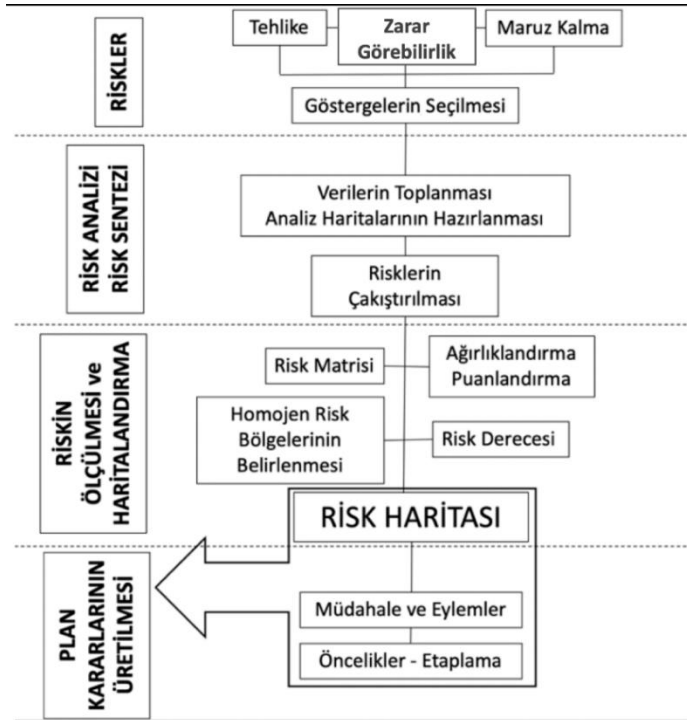 RİSKLER
Tehlike
Zarar
Görebilirlik
Maruz Kalma
Göstergelerin Seçilmesi
RİSK ANALİZİ
RİSK SENTEZİ
Verilerin Toplanması
Analiz Haritalarının Hazırlanması
Risklerin
Çakıştırılması
RİSKİN
ÖLÇÜLMESİ ve
HARİTALANDIRMA
Risk Matrisi
Ağırlıklandırma
Puanlandırma
Homojen Risk
Bölgelerinin
Belirlenmesi
Risk Derecesi
RİSK HARİTASI
PLAN
KARARLARININ
ÜRETİLMESİ
Müdahale ve Eylemler
Öncelikler - Etaplama